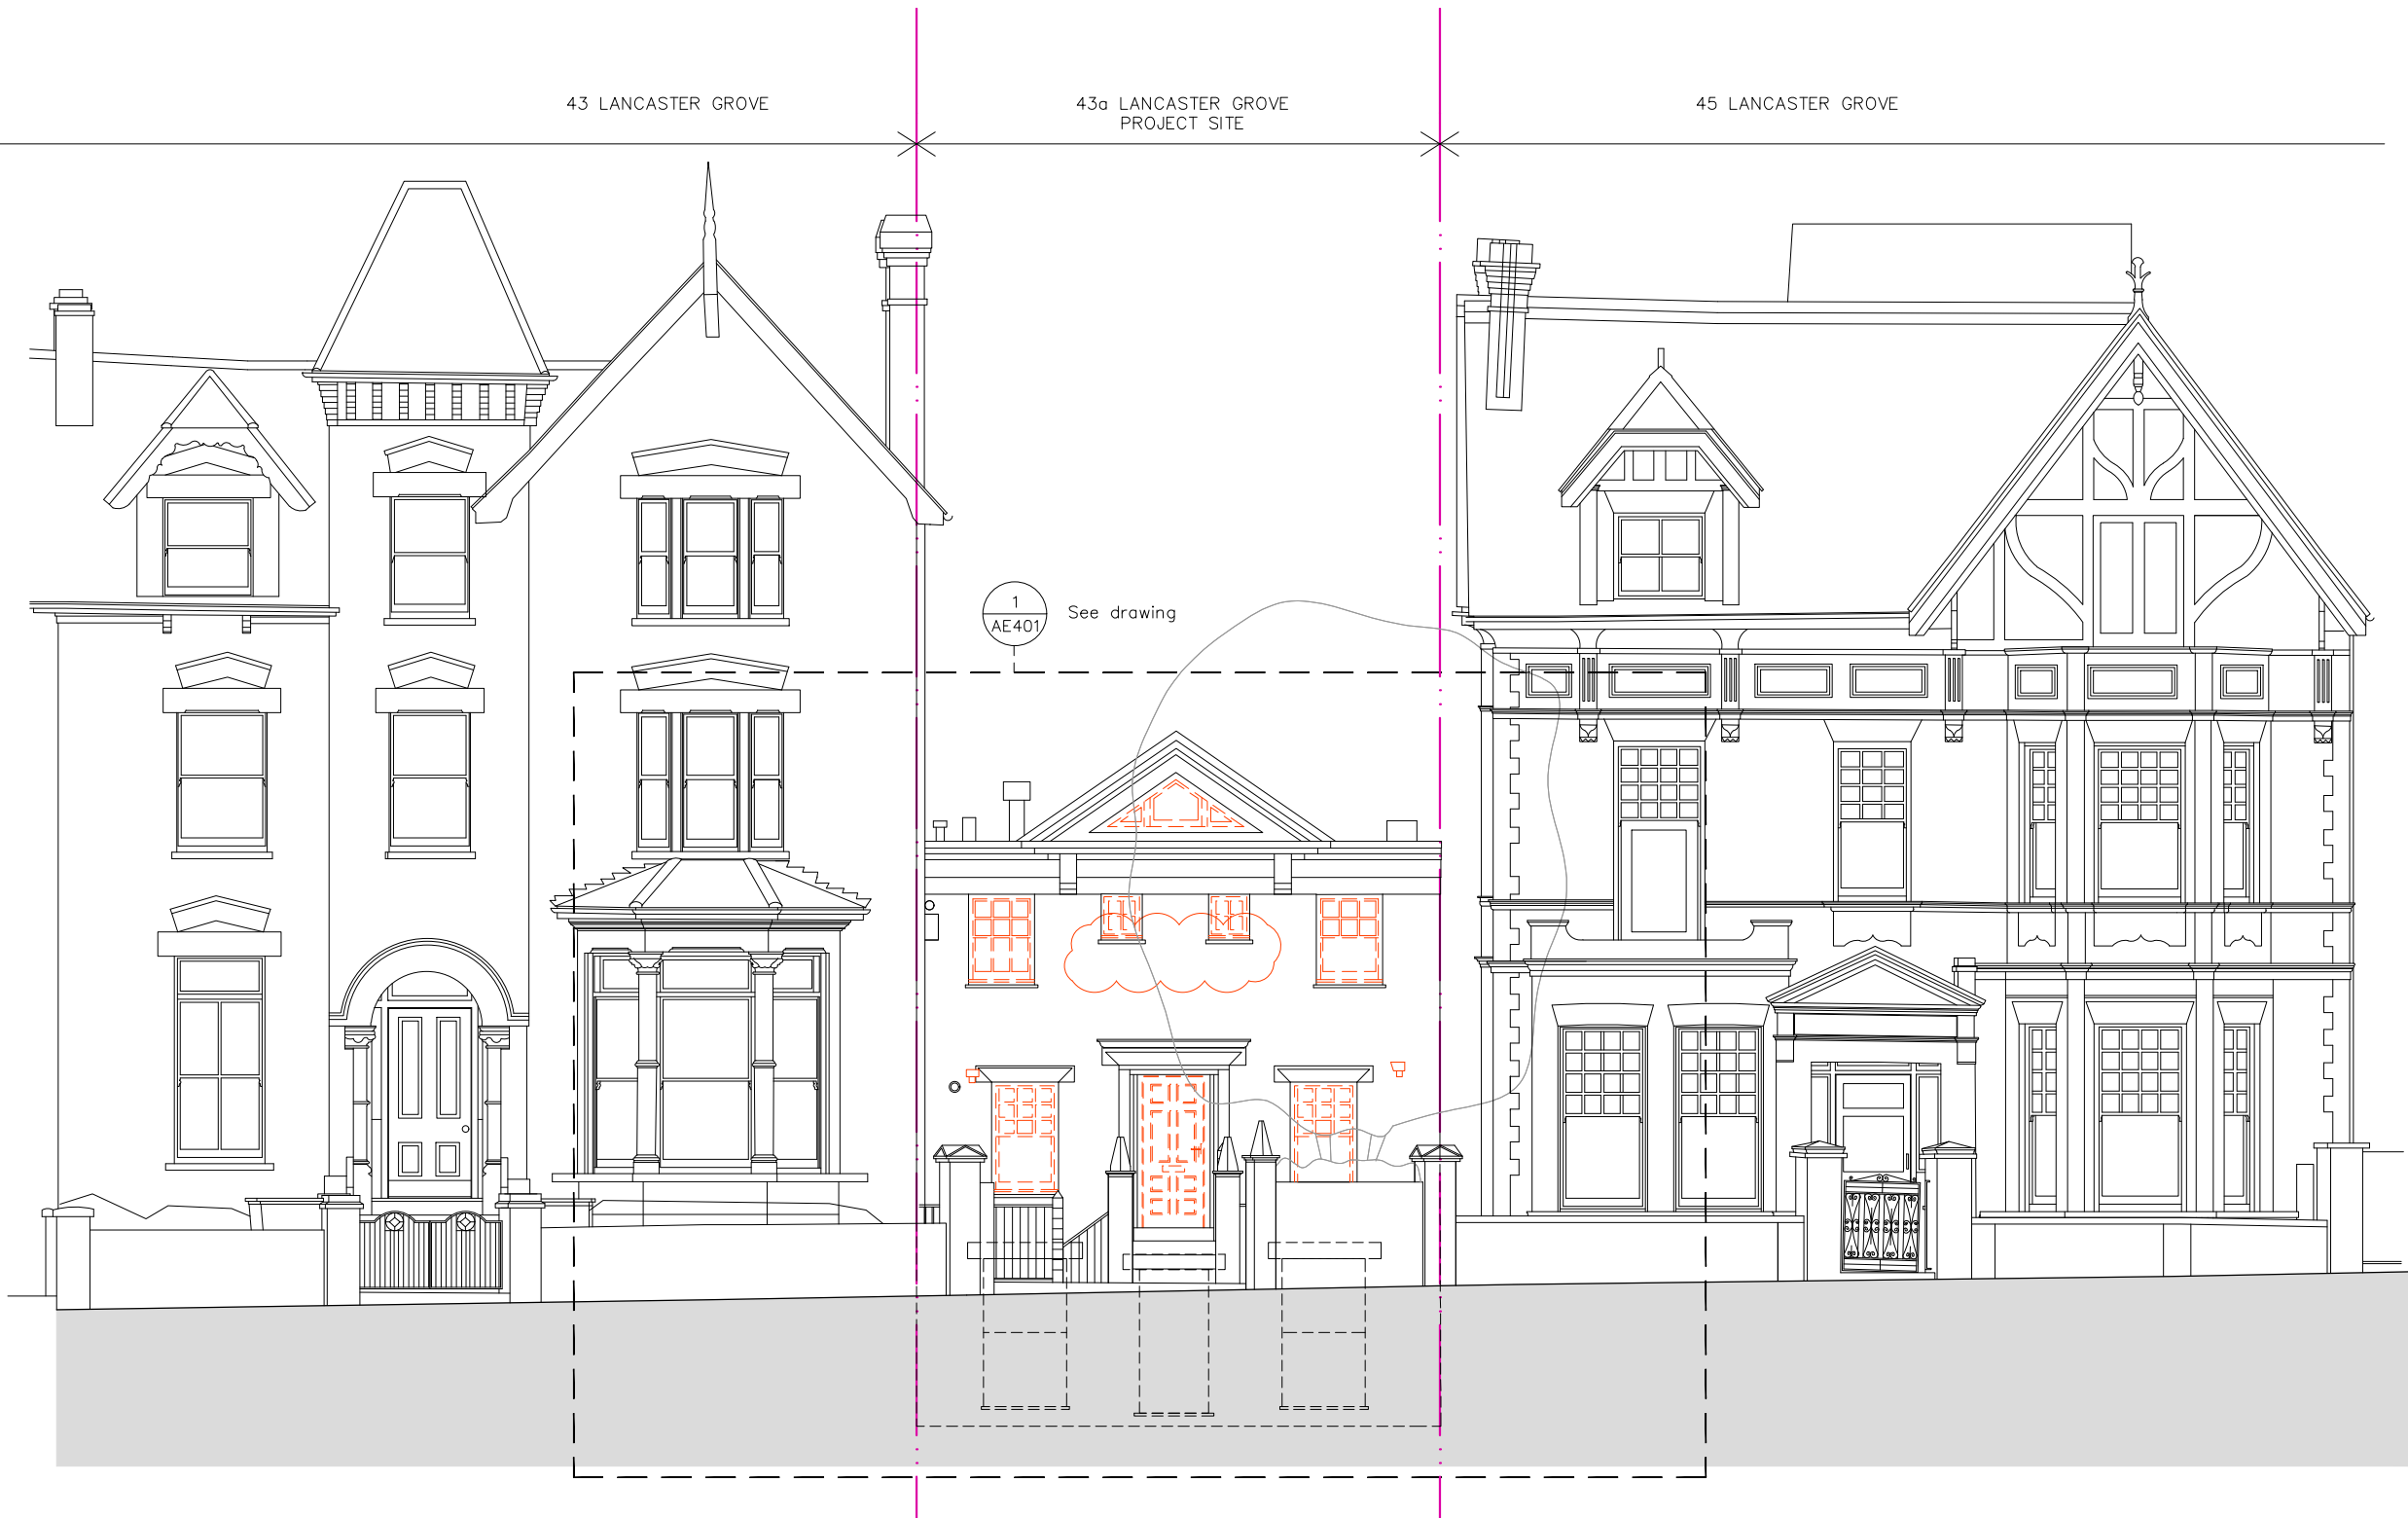 43 LANCASTER GROVE
43a LANCASTER GROVE
PROJECT SITE
45 LANCASTER GROVE
1
AE401
See drawing